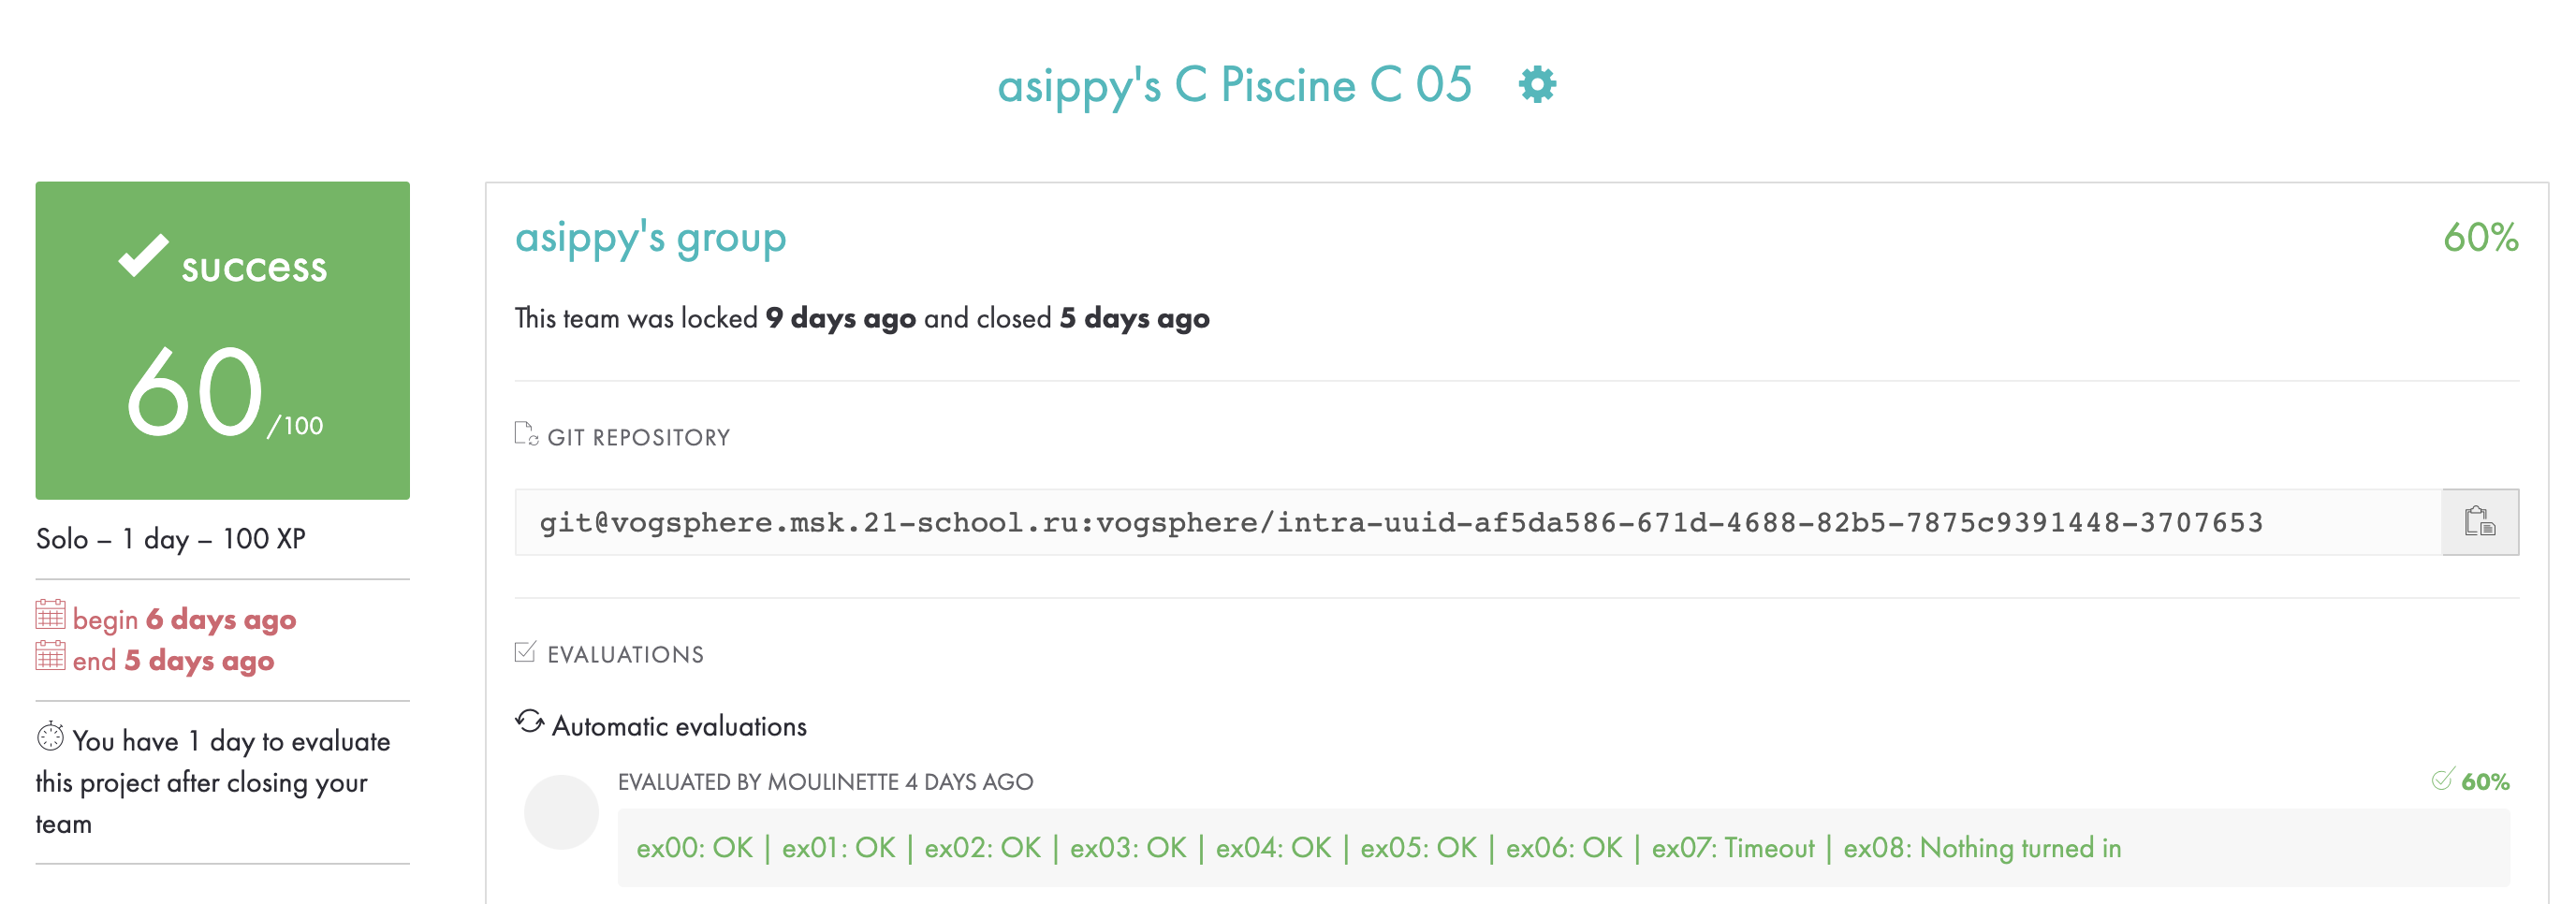 asippy's C Piscine C 05
success
60/100
Solo – 1 day – 100 XP
begin 6 days ago
end 5 days ago
You have 1 day to evaluate
this project after closing your
team
asippy's group
60%
This team was locked 9 days ago and closed 5 days ago
GIT REPOSITORY
git@vogsphere.msk.21-school.ru:vogsphere/intra-uuid-af5da586-671d-4688-82b5-7875c9391448-3707653
EVALUATIONS
Automatic evaluations
EVALUATED BY MOULINETTE 4 DAYS AGO
60%
ex00: OK | ex01: OK | ex02: OK | ex03: OK | ex04: OK | ex05: OK | ex06: OK | ex07: Timeout | ex08: Nothing turned in